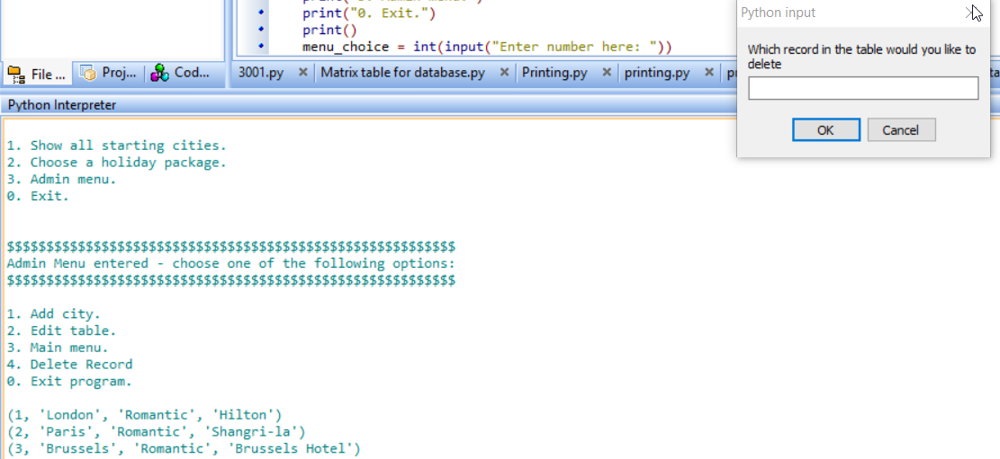 print("0. Exit.")
print()
menu_choice = int(input("Enter number here: "))
Python input
Which record in the table would you like to
delete
OK Cancel
File ... Proj... Cod...
3001.py Matrix table for database.py Printing.py printing.py
Python Interpreter
1. Show all starting cities.
2. Choose a holiday package.
3. Admin menu.
0. Exit.
$$$$$$$$$$$$$$$$$$$$$$$$$$$$$$$$$$$$$$$$$$$$$$$$$$$$$$$$$
Admin Menu entered - choose one of the following options:
$$$$$$$$$$$$$$$$$$$$$$$$$$$$$$$$$$$$$$$$$$$$$$$$$$$$$$$$$
1. Add city.
2. Edit table.
3. Main menu.
4. Delete Record
0. Exit program.
(1, 'London', 'Romantic', 'Hilton')
(2, 'Paris', 'Romantic', 'Shangri-la')
(3, 'Brussels', 'Romantic', 'Brussels Hotel')